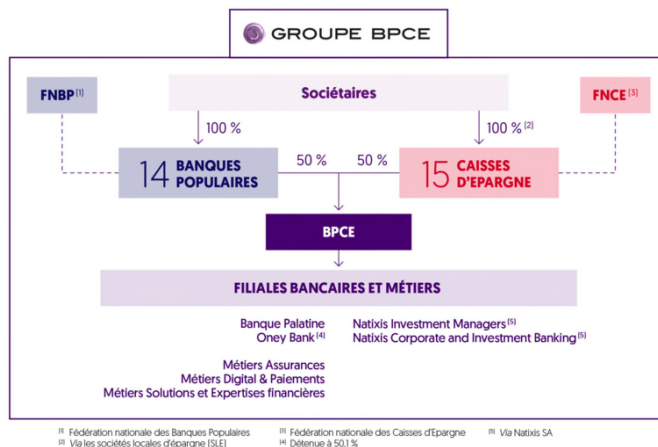 GROUPE BPCE
FNBP [1]
Sociétaires
FNCE [3]
100 %
100 % [2]
14 BANQUES POPULAIRES
50 %
50 %
15 CAISSES D'EPARGNE
BPCE
FILIALES BANCAIRES ET MÉTIERS
Banque Palatine
Oney Bank [4]
Natixis Investment Managers [5]
Natixis Corporate and Investment Banking [5]
Métiers Assurances
Métiers Digital & Paiements
Métiers Solutions et Expertises financières
[1] Fédération nationale des Banques Populaires
[2] Via les sociétés locales d'épargne [SLE]
[3] Fédération nationale des Caisses d'Epargne
[4] Détenue à 50.1 %
[5] Via Natixis SA